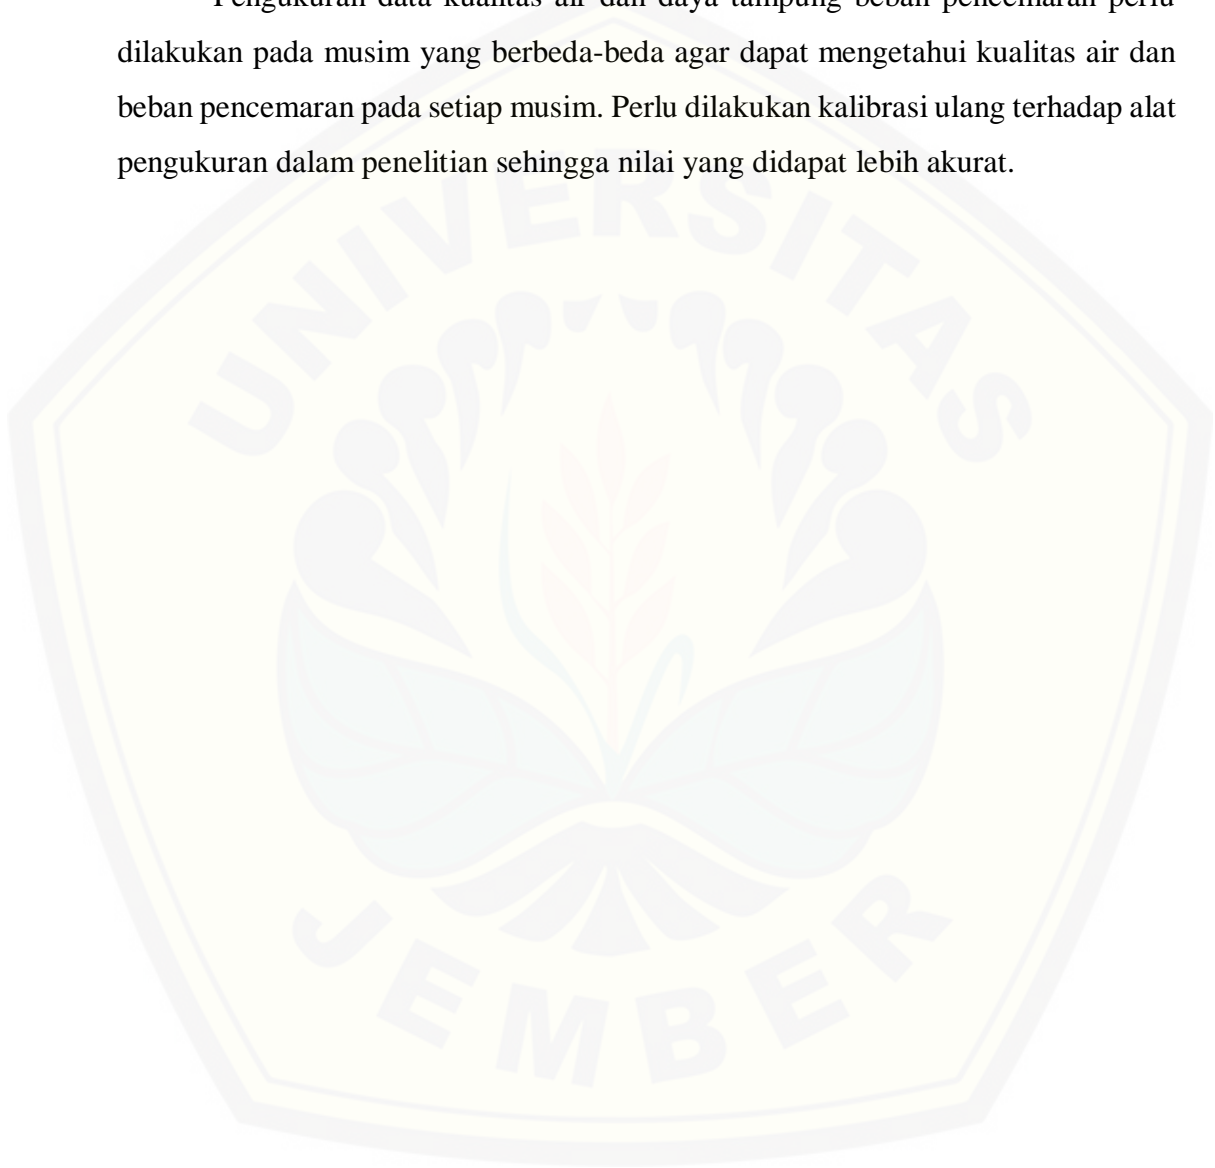 Pengukuran data kualitas air dan daya tampung beban pencemaran perlu
dilakukan pada musim yang berbeda-beda agar dapat mengetahui kualitas air dan
beban pencemaran pada setiap musim. Perlu dilakukan kalibrasi ulang terhadap alat
pengukuran dalam penelitian sehingga nilai yang didapat lebih akurat.
UNIVERSITAS
JEMBER